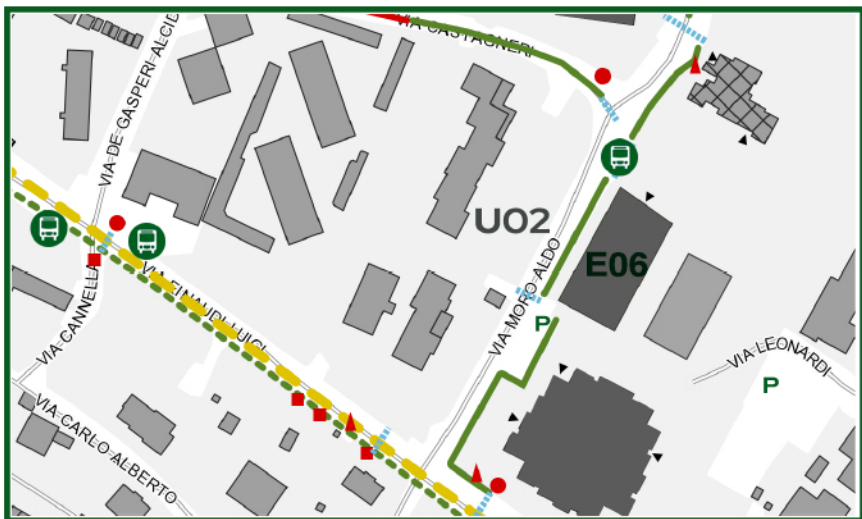 VIA CASTAGNERI
VIA DE GASPERI ALCID
UO2
E06
VIA MORO ALDO
VIA EINAUDI LUIGI
VIA CANNELLA
P
VIA LEONARDI
P
VIA CARLO ALBERTO